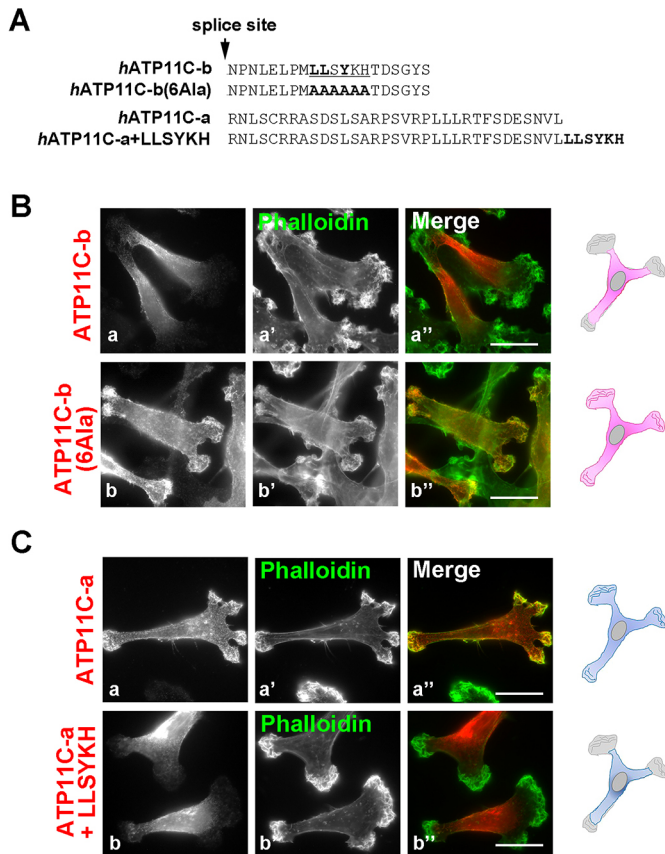 A
splice site
hATP11C-b NPNLELPMLLSYKHTDSGYS
hATP11C-b(6Ala) NPNLELPMAAAAAATDSGYS
hATP11C-a RNLSCRRASDSLSARPSVRPLLLRTFSDESNVL
hATP11C-a+LLSYKH RNLSCRRASDSLSARPSVRPLLLRTFSDESNVLLLSYKH
B
ATP11C-b
Phalloidin
Merge
a
a'
a''
ATP11C-b
(6Ala)
b
b'
b''
C
ATP11C-a
Phalloidin
Merge
a
a'
a''
ATP11C-a
+ LLSYKH
Phalloidin
b
b'
b''